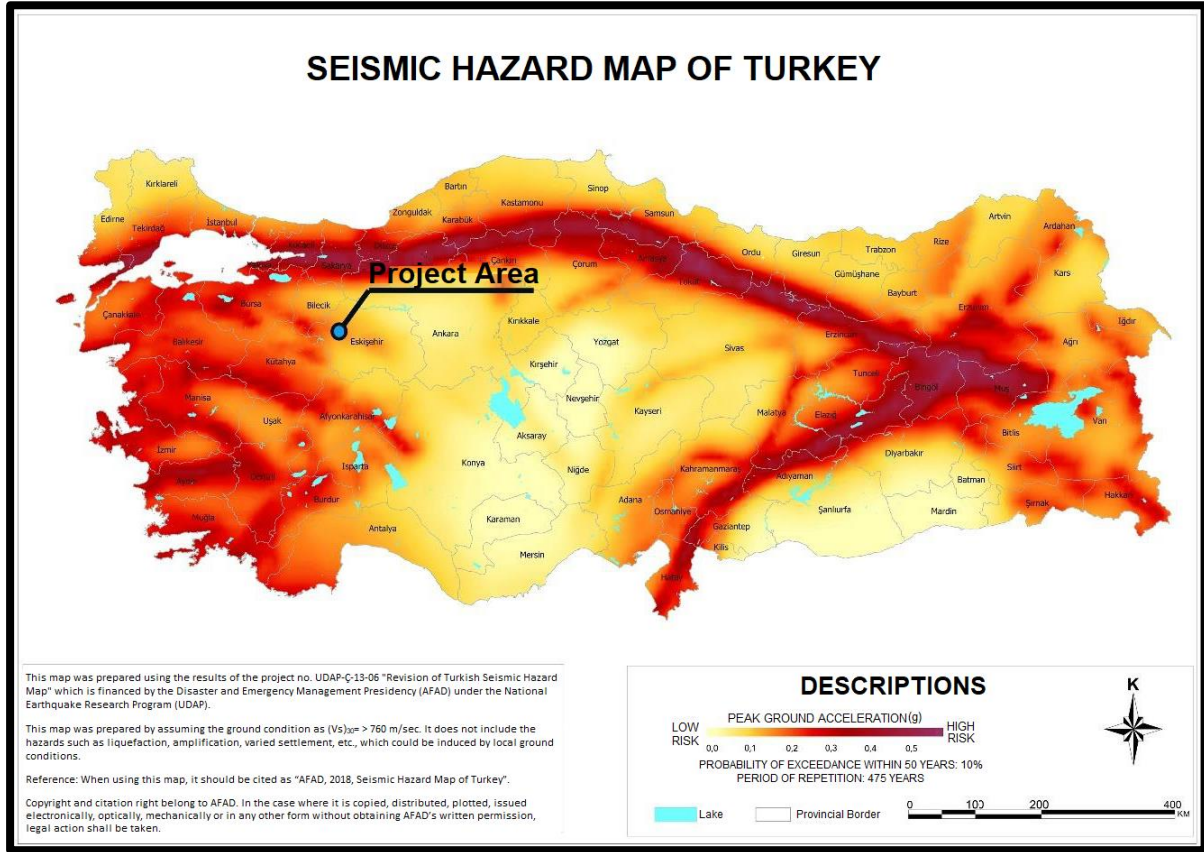 SEISMIC HAZARD MAP OF TURKEY
Kırklareli
Edirne
Tekirdağ
İstanbul
Bartın
Zonguldak
Karabük
Kastamonu
Sinop
Samsun
Ordu
Giresun
Trabzon
Rize
Artvin
Ardahan
Kars
Gümüşhane
Bayburt
Erzurum
Iğdır
Ağrı
Çankırı
Çorum
Amasya
Tokat
Project Area
Bilecik
Bursa
Çanakkale
Balıkesir
Eskişehir
Ankara
Kırıkkale
Yozgat
Sivas
Erzincan
Tunceli
Bingöl
Muş
Kütahya
Kırşehir
Manisa
Uşak
Afyonkarahisar
Nevşehir
Kayseri
Malatya
Elazığ
Van
Bitlis
İzmir
Aksaray
Konya
Isparta
Niğde
Kahramanmaraş
Adıyaman
Diyarbakır
Batman
Siirt
Aydın
Denizli
Burdur
Adana
Osmaniye
Gaziantep
Şanlıurfa
Mardin
Şırnak
Hakkari
Muğla
Antalya
Karaman
Mersin
Kilis
Hatay
This map was prepared using the results of the project no. UDAP-Ç-13-06 "Revision of Turkish Seismic Hazard
Map" which is financed by the Disaster and Emergency Management Presidency (AFAD) under the National
Earthquake Research Program (UDAP).
This map was prepared by assuming the ground condition as (Vs)30= > 760 m/sec. It does not include the
hazards such as liquefaction, amplification, varied settlement, etc., which could be induced by local ground
conditions.
Reference: When using this map, it should be cited as “AFAD, 2018, Seismic Hazard Map of Turkey”.
Copyright and citation right belong to AFAD. In the case where it is copied, distributed, plotted, issued
electronically, optically, mechanically or in any other form without obtaining AFAD's written permission,
legal action shall be taken.
DESCRIPTIONS
PEAK GROUND ACCELERATION(g)
LOW RISK
HIGH RISK
0,0 0,1 0,2 0,3 0,4 0,5
PROBABILITY OF EXCEEDANCE WITHIN 50 YEARS: 10%
PERIOD OF REPETITION: 475 YEARS
Lake
Provincial Border
K
0 100 200 400
KM